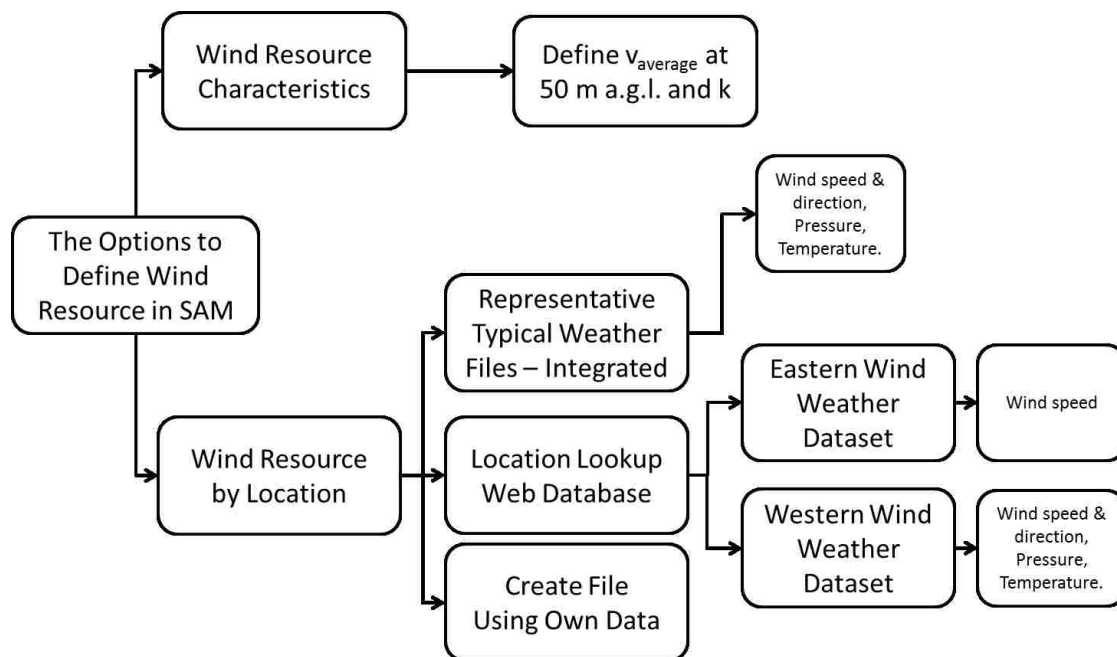 Wind Resource
Characteristics
Define v_average at
50 m a.g.l. and k
The Options to
Define Wind
Resource in SAM
Wind Resource
by Location
Representative
Typical Weather
Files – Integrated
Wind speed &
direction,
Pressure,
Temperature.
Location Lookup
Web Database
Eastern Wind
Weather
Dataset
Wind speed
Western Wind
Weather
Dataset
Wind speed &
direction,
Pressure,
Temperature.
Create File
Using Own Data